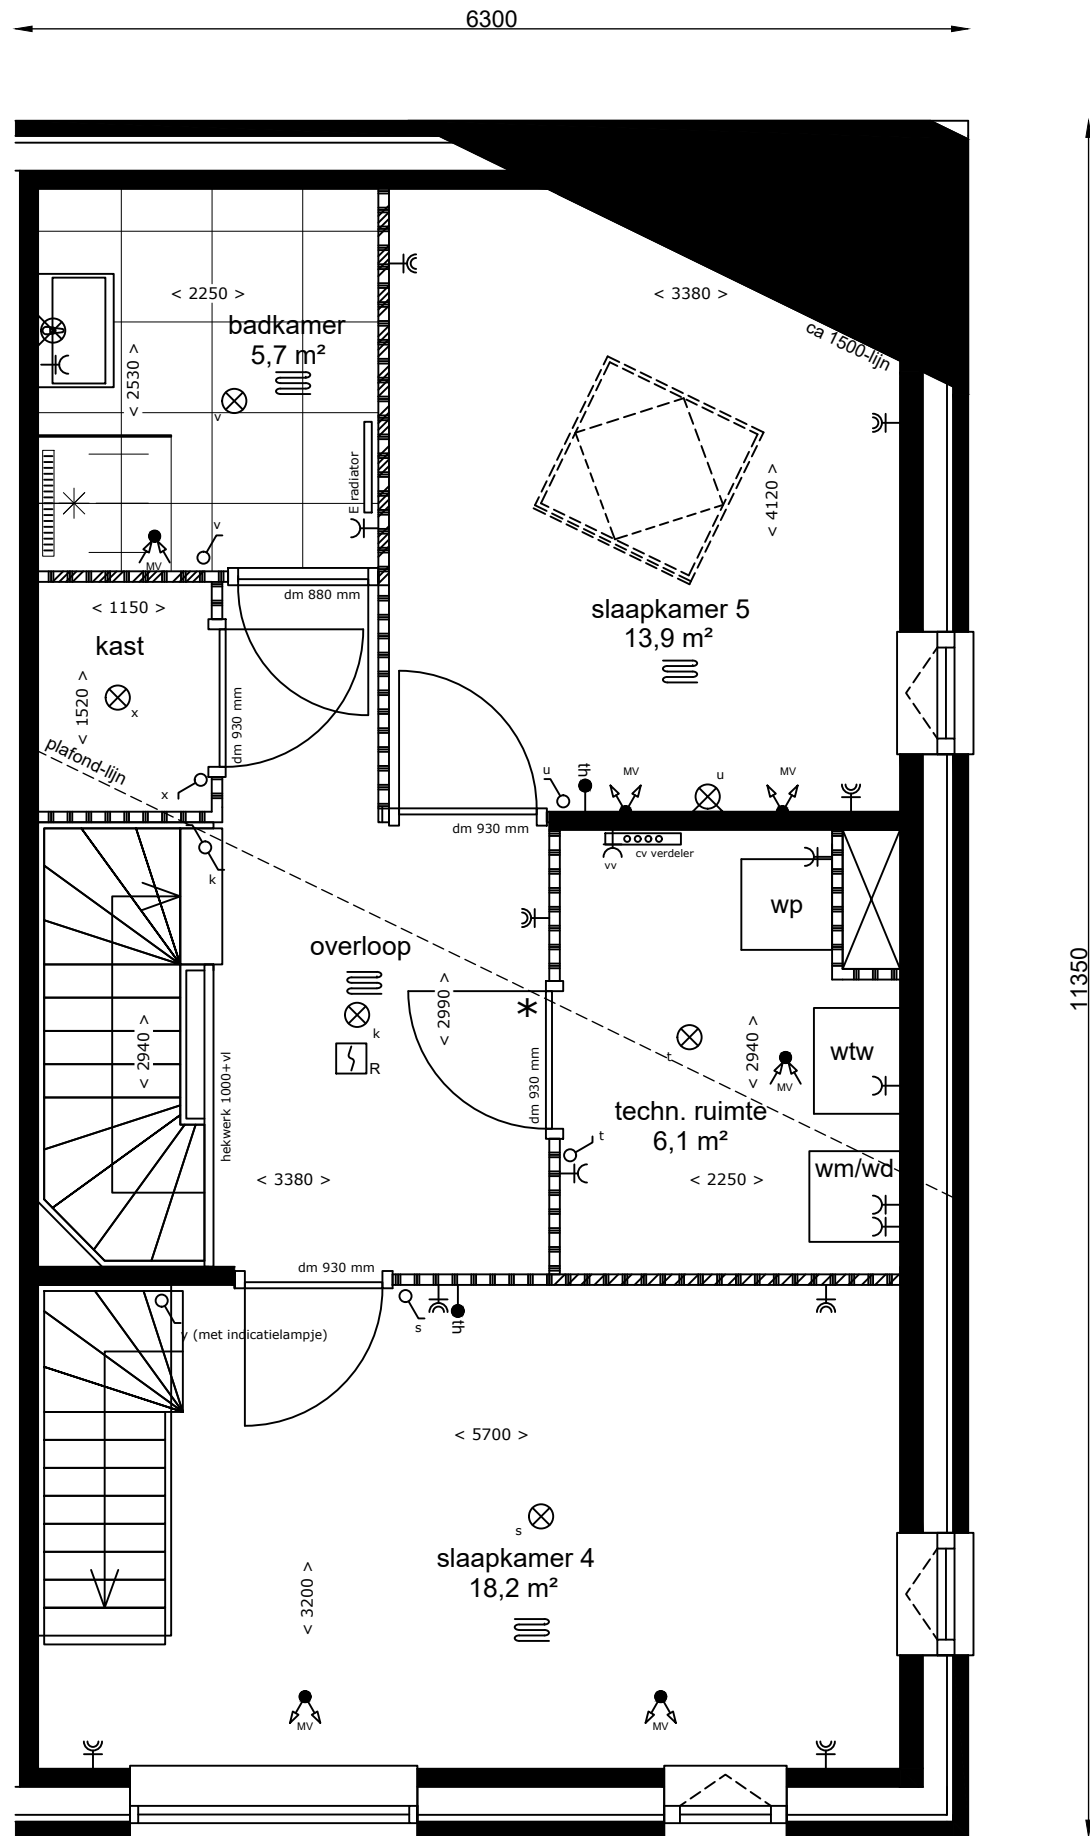 6300
11350
< 2250 >
< 3380 >
badkamer
5,7 m²
ca 1500-lijn
< 2530 >
v
E radiator
< 4120 >
v
MV
dm 880 mm
< 1150 >
kast
slaapkamer 5
13,9 m²
< 1520 >
x
dm 930 mm
plafond-lijn
x
u
th
MV
u
MV
dm 930 mm
k
vv
cv verdeler
wp
overloop
< 2990 >
k
R
< 2940 >
hekwerk 1000+vl
*
dm 930 mm
t
< 2940 >
MV
wtw
techn. ruimte
6,1 m²
t
wm/wd
< 3380 >
< 2250 >
dm 930 mm
y (met indicatielampje)
s
th
< 5700 >
s
slaapkamer 4
18,2 m²
< 3200 >
MV
MV